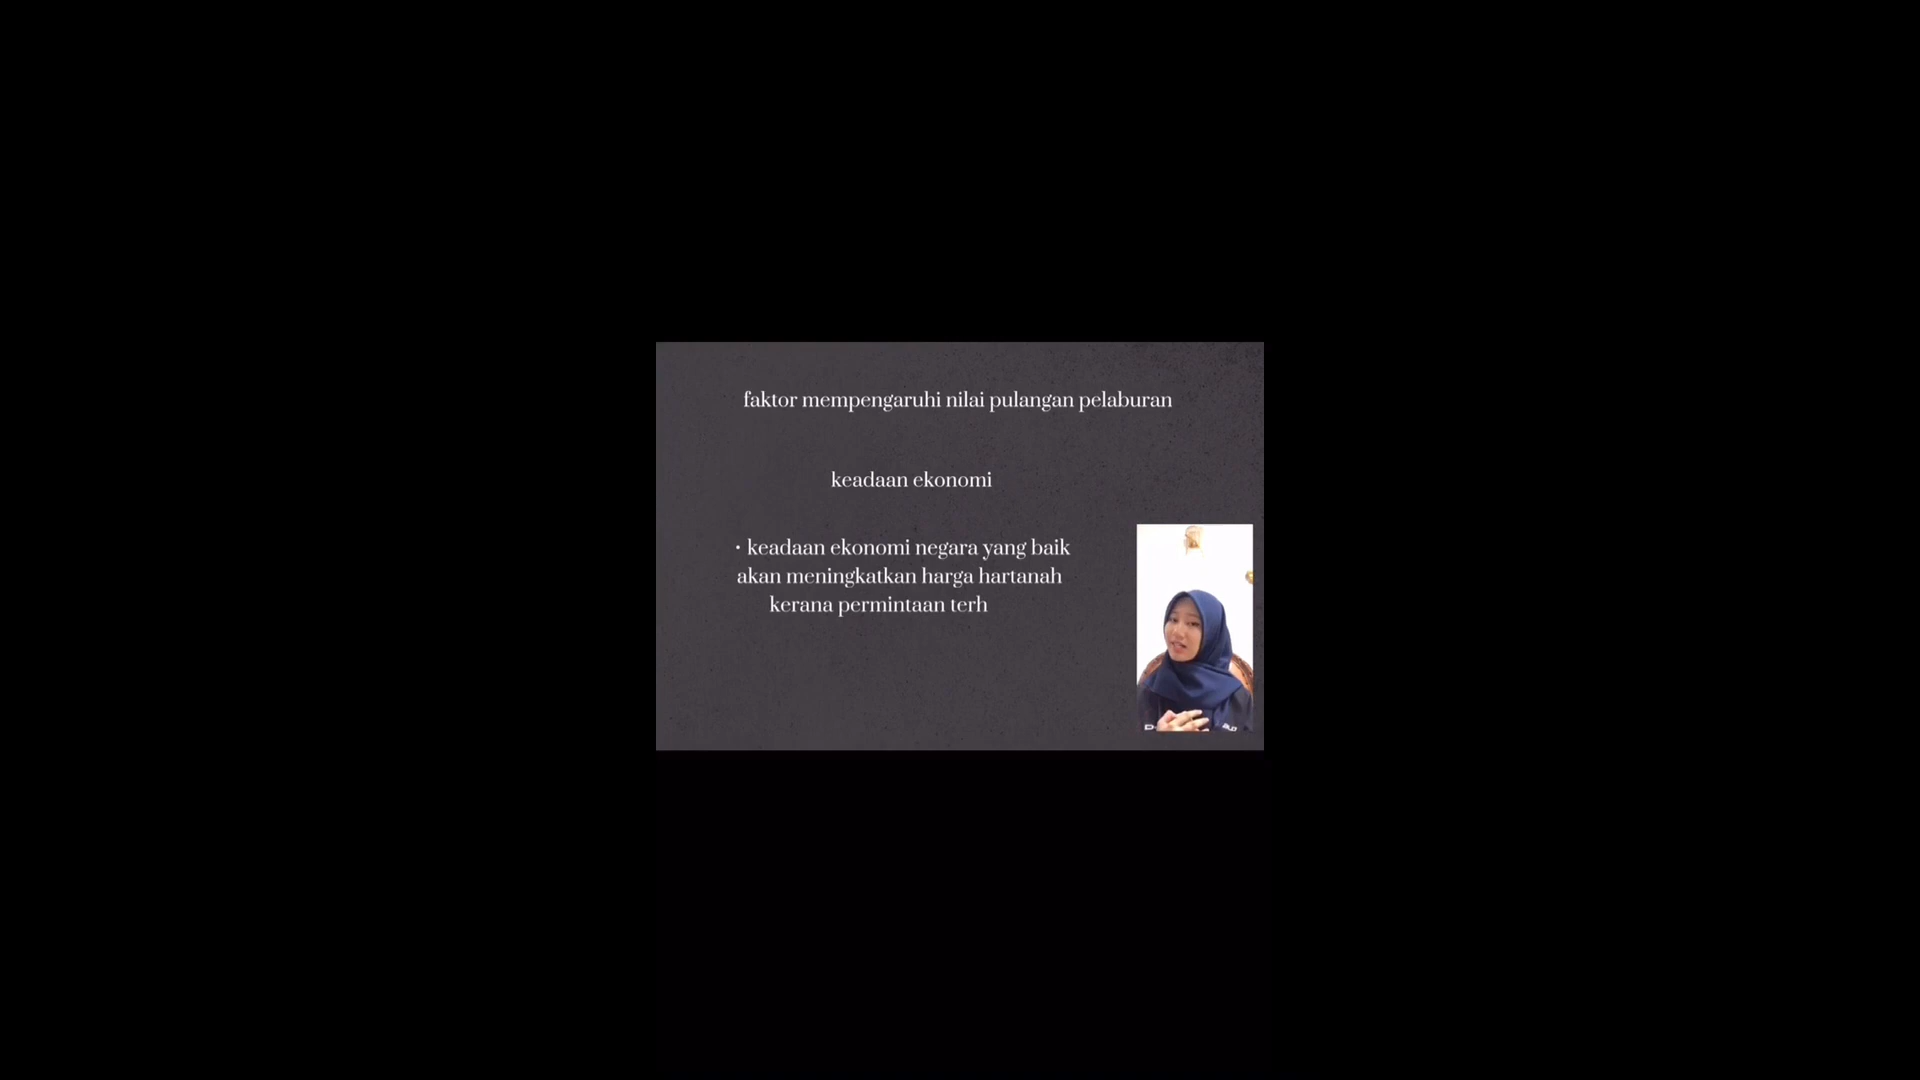 faktor mempengaruhi nilai pulangan pelaburan
keadaan ekonomi
• keadaan ekonomi negara yang baik
akan meningkatkan harga hartanah
kerana permintaan terh